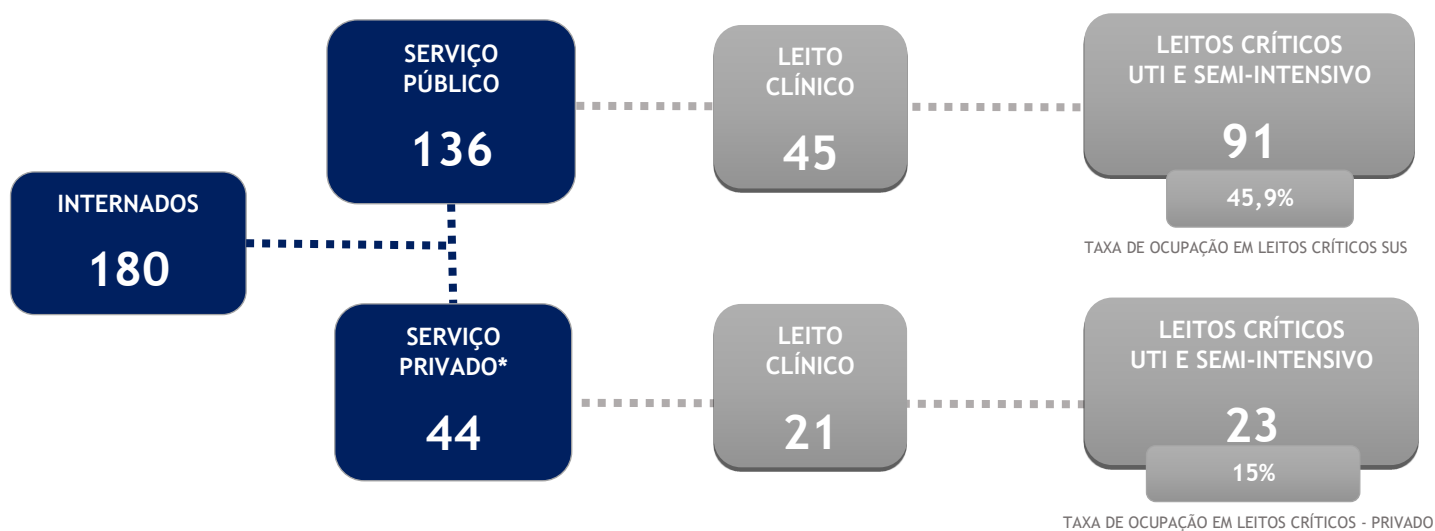 INTERNADOS
180
SERVIÇO
PÚBLICO
136
LEITO
CLÍNICO
45
LEITOS CRÍTICOS
UTI E SEMI-INTENSIVO
91
45,9%
TAXA DE OCUPAÇÃO EM LEITOS CRÍTICOS SUS
SERVIÇO
PRIVADO*
44
LEITO
CLÍNICO
21
LEITOS CRÍTICOS
UTI E SEMI-INTENSIVO
23
15%
TAXA DE OCUPAÇÃO EM LEITOS CRÍTICOS - PRIVADO